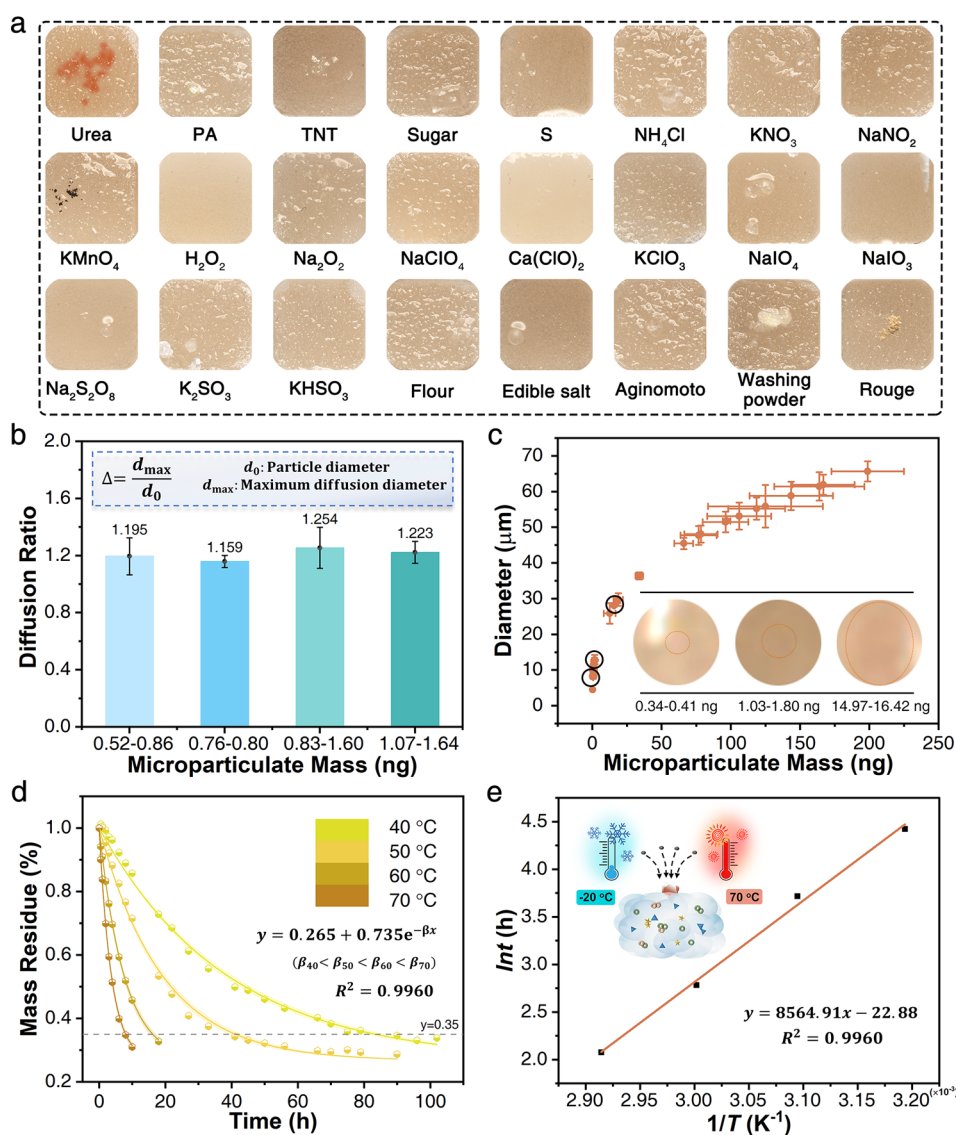 a
Urea PA TNT Sugar S NH₄Cl KNO₃ NaNO₂
KMnO₄ H₂O₂ Na₂O₂ NaClO₄ Ca(ClO)₂ KClO₃ NaIO₄ NaIO₃
Na₂S₂O₈ K₂SO₃ KHSO₃ Flour Edible salt Aginomoto Washing powder Rouge
b
Diffusion Ratio
2.0
1.6
1.2
0.8
0.4
0.0
Δ= d_max / d₀
d₀: Particle diameter
d_max: Maximum diffusion diameter
1.195 1.159 1.254 1.223
0.52-0.86 0.76-0.80 0.83-1.60 1.07-1.64
Microparticulate Mass (ng)
c
Diameter (μm)
70
60
50
40
30
20
10
0
0.34-0.41 ng 1.03-1.80 ng 14.97-16.42 ng
0 50 100 150 200 250
Microparticulate Mass (ng)
d
Mass Residue (%)
1.0
0.8
0.6
0.4
0.2
40 °C
50 °C
60 °C
70 °C
y = 0.265 + 0.735e^−βx
(β₄₀< β₅₀ < β₆₀ < β₇₀)
R² = 0.9960
y=0.35
0 20 40 60 80 100
Time (h)
e
lnt (h)
4.5
4.0
3.5
3.0
2.5
2.0
-20 °C 70 °C
y = 8564.91x − 22.88
R² = 0.9960
2.90 2.95 3.00 3.05 3.10 3.15 3.20
1/T (K⁻¹)